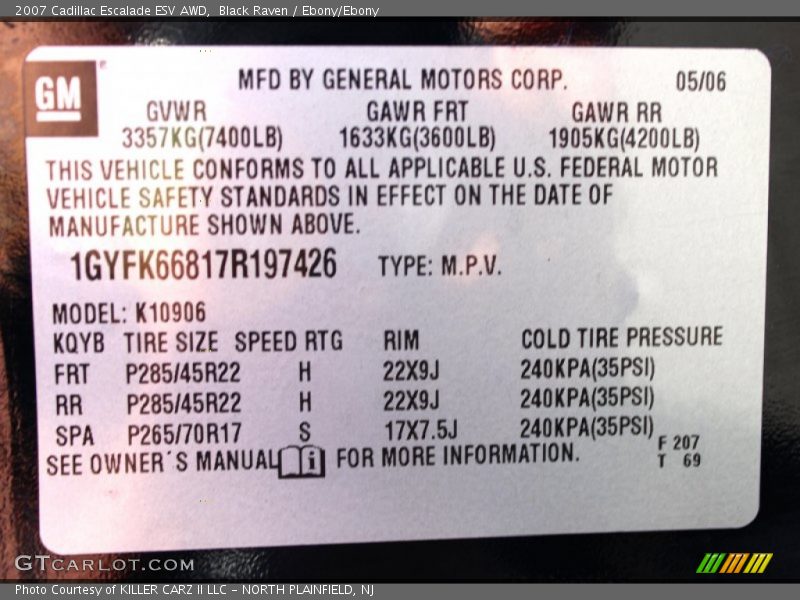 2007 Cadillac Escalade ESV AWD,  Black Raven / Ebony/Ebony
GM
MFD BY GENERAL MOTORS CORP. 05/06
GVWR GAWR FRT GAWR RR
3357KG(7400LB) 1633KG(3600LB) 1905KG(4200LB)
THIS VEHICLE CONFORMS TO ALL APPLICABLE U.S. FEDERAL MOTOR
VEHICLE SAFETY STANDARDS IN EFFECT ON THE DATE OF
MANUFACTURE SHOWN ABOVE.
1GYFK66817R197426 TYPE: M.P.V.
MODEL: K10906
KQYB TIRE SIZE SPEED RTG RIM COLD TIRE PRESSURE
FRT P285/45R22 H 22X9J 240KPA(35PSI)
RR P285/45R22 H 22X9J 240KPA(35PSI)
SPA P265/70R17 S 17X7.5J 240KPA(35PSI)
SEE OWNER´S MANUAL i FOR MORE INFORMATION.
F 207
T 69
GTCARLOT.COM
Photo Courtesy of KILLER CARZ II LLC – NORTH PLAINFIELD, NJ